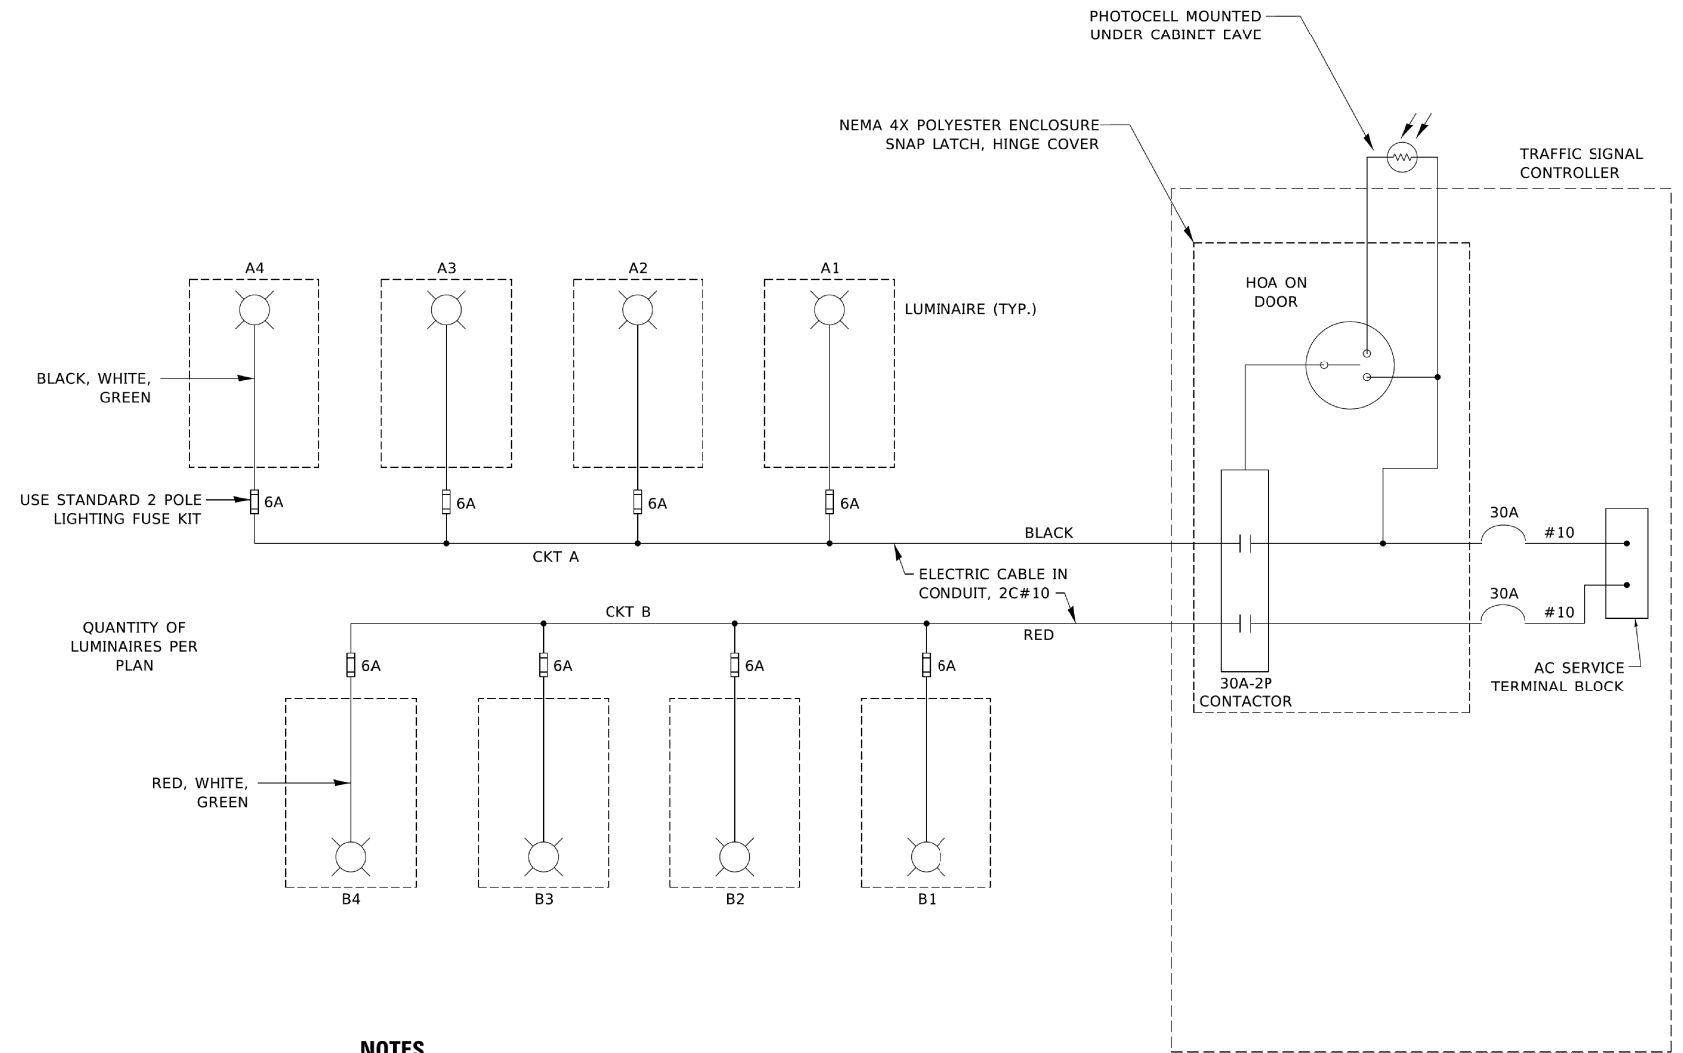 PHOTOCELL MOUNTED
UNDER CABINET EAVE
NEMA 4X POLYESTER ENCLOSURE
SNAP LATCH, HINGE COVER
TRAFFIC SIGNAL
CONTROLLER
A4
A3
A2
A1
HOA ON
DOOR
LUMINAIRE (TYP.)
BLACK, WHITE,
GREEN
USE STANDARD 2 POLE
LIGHTING FUSE KIT
6A
6A
6A
6A
30A
BLACK
#10
CKT A
ELECTRIC CABLE IN
CONDUIT, 2C#10
30A
#10
CKT B
RED
QUANTITY OF
LUMINAIRES PER
PLAN
6A
6A
6A
6A
AC SERVICE
TERMINAL BLOCK
30A-2P
CONTACTOR
RED, WHITE,
GREEN
B4
B3
B2
B1
NOTES